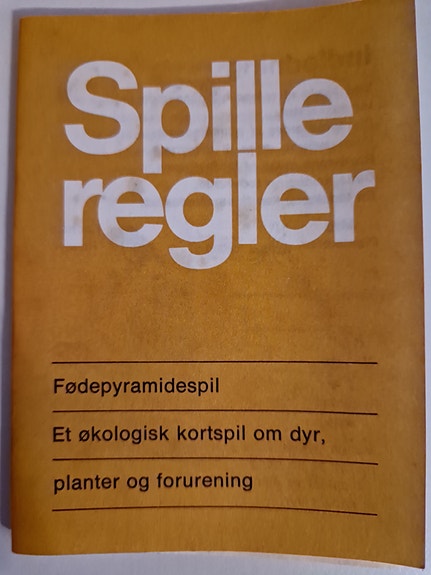 Spille
regler
Fødepyramidespil
Et økologisk kortspil om dyr,
planter og forurening